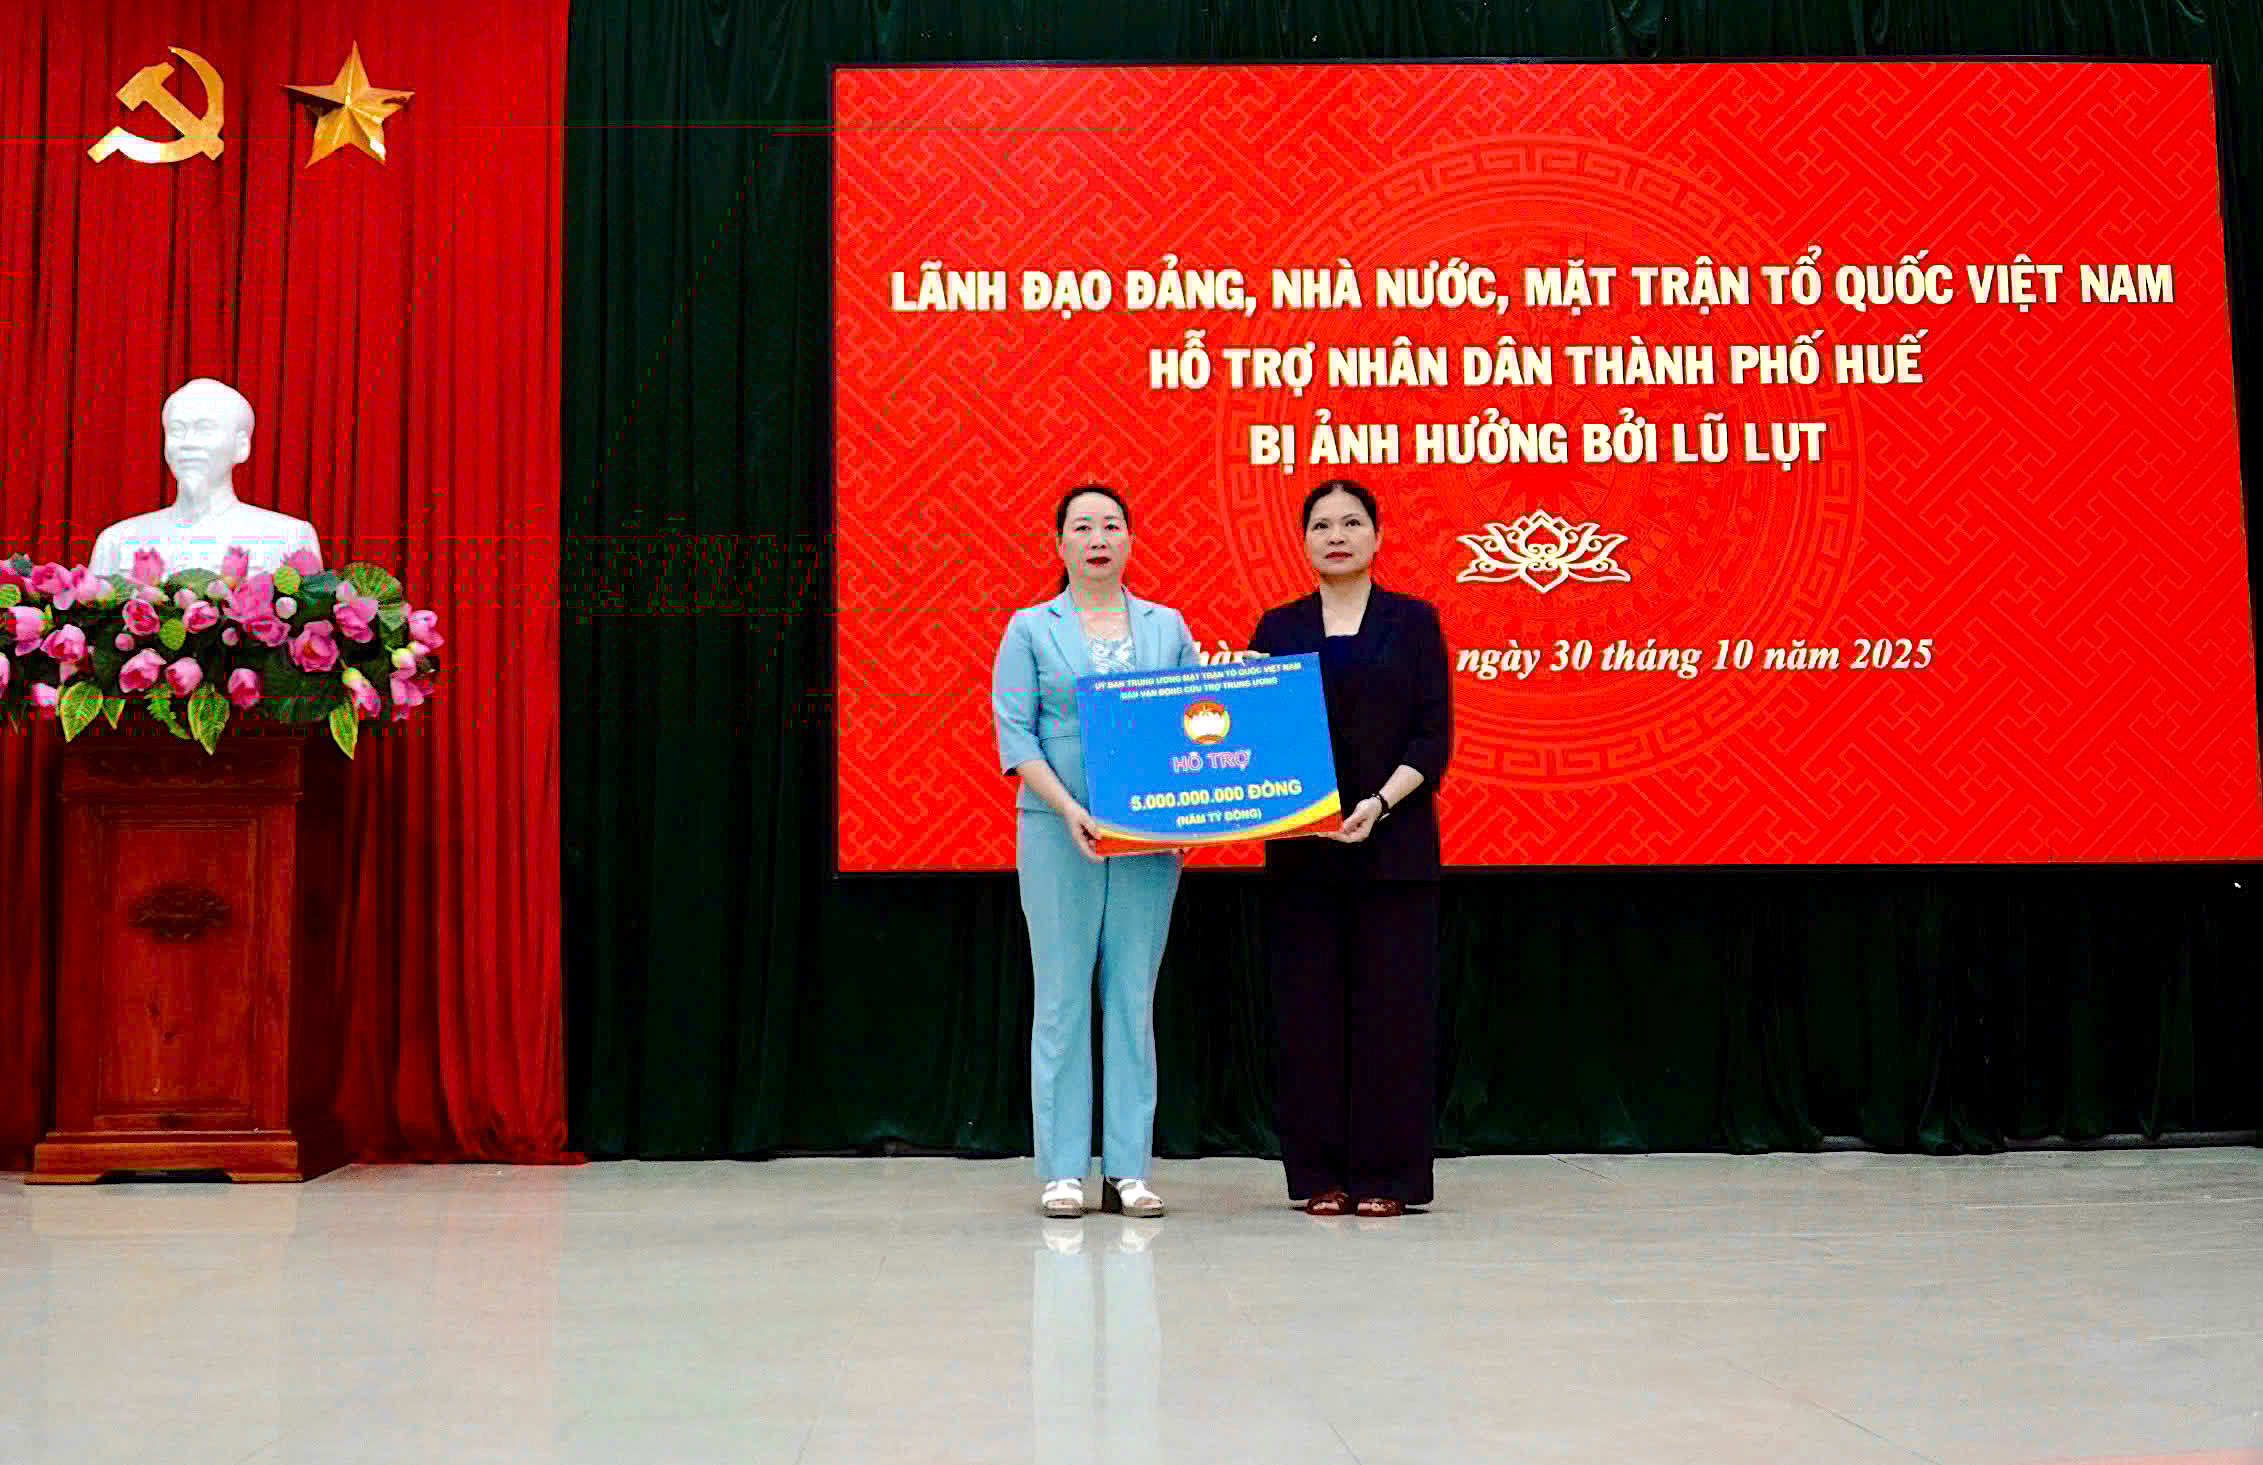 LÃNH ĐẠO ĐẢNG, NHÀ NƯỚC, MẶT TRẬN TỔ QUỐC VIỆT NAM
HỖ TRỢ NHÂN DÂN THÀNH PHỐ HUẾ
BỊ ẢNH HƯỞNG BỞI LŨ LỤT
ngày 30 tháng 10 năm 2025
ỦY BAN TRUNG ƯƠNG MẶT TRẬN TỔ QUỐC VIỆT NAM
BAN VẬN ĐỘNG CỨU TRỢ TRUNG ƯƠNG
HỖ TRỢ
5.000.000.000 ĐỒNG
(NĂM TỶ ĐỒNG)